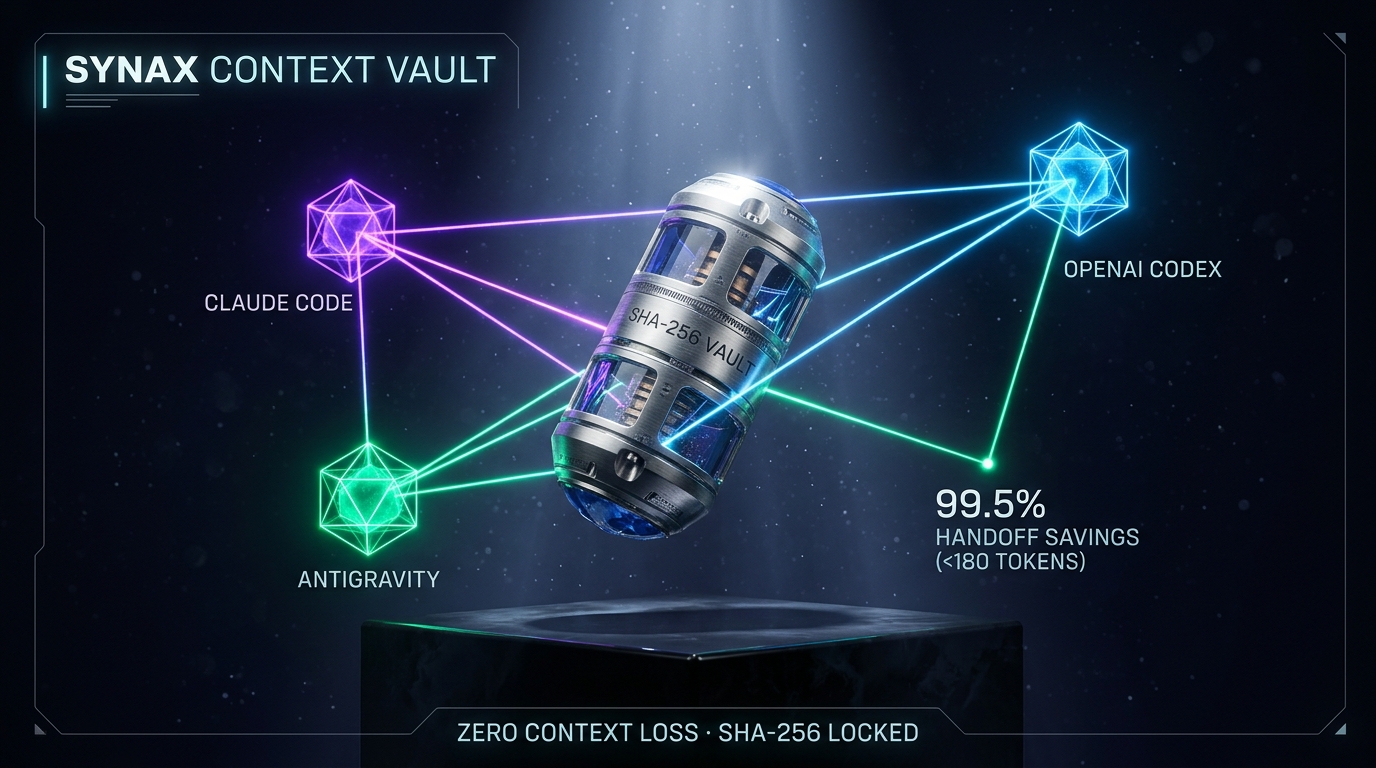 SYNAX CONTEXT VAULT
CLAUDE CODE
OPENAI CODEX
SHA-256 VAULT
99.5%
HANDOFF SAVINGS
(<180 TOKENS)
ANTIGRAVITY
ZERO CONTEXT LOSS · SHA-256 LOCKED